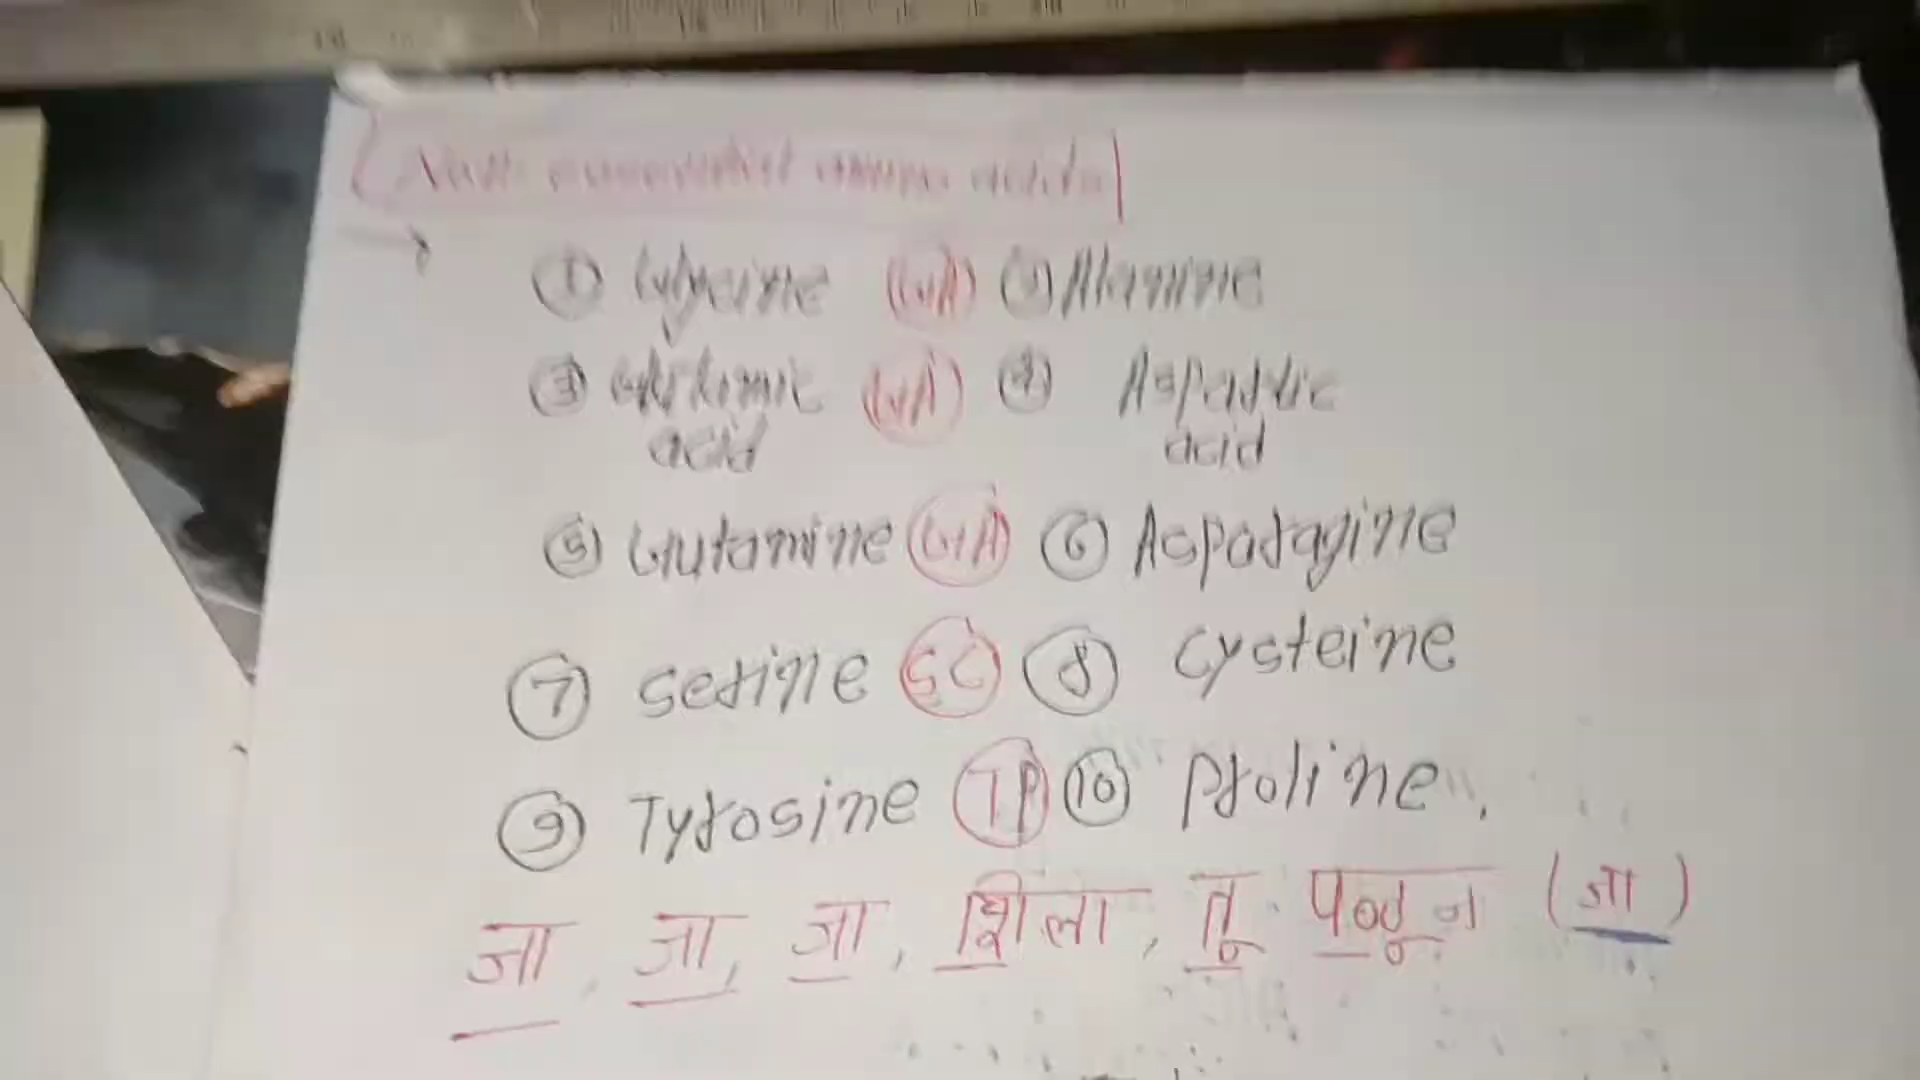 Non essential amino acids
① Glycine (GA) ② Alanine
③ Glutamic (GA) ④ Aspartic
acid acid
⑤ Glutamine (GA) ⑥ Asparagine
⑦ Serine SC ⑧ cysteine
⑨ Tyrosine TP ⑩ Proline.
जा, जा, जा, शीला, तू (जा)